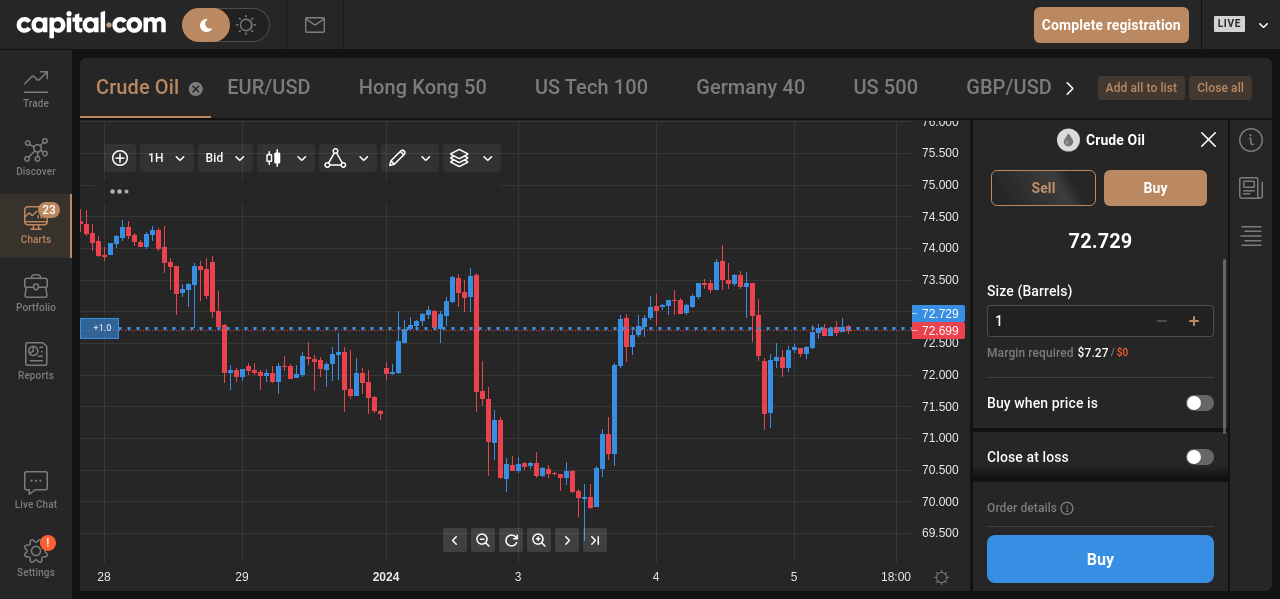 capital.com
Complete registration
LIVE
Trade
Discover
23
Charts
Portfolio
Reports
Live Chat
!
Settings
Crude Oil EUR/USD Hong Kong 50 US Tech 100 Germany 40 US 500 GBP/USD
Add all to list Close all
1H Bid
76.000
75.500
75.000
74.500
74.000
73.500
72.729
72.699
72.500
72.000
71.500
71.000
70.500
70.000
69.500
+1.0
28 29 2024 3 4 5 18:00
Crude Oil
Sell Buy
72.729
Size (Barrels)
1
Margin required $7.27 / $0
Buy when price is
Close at loss
Order details
Buy